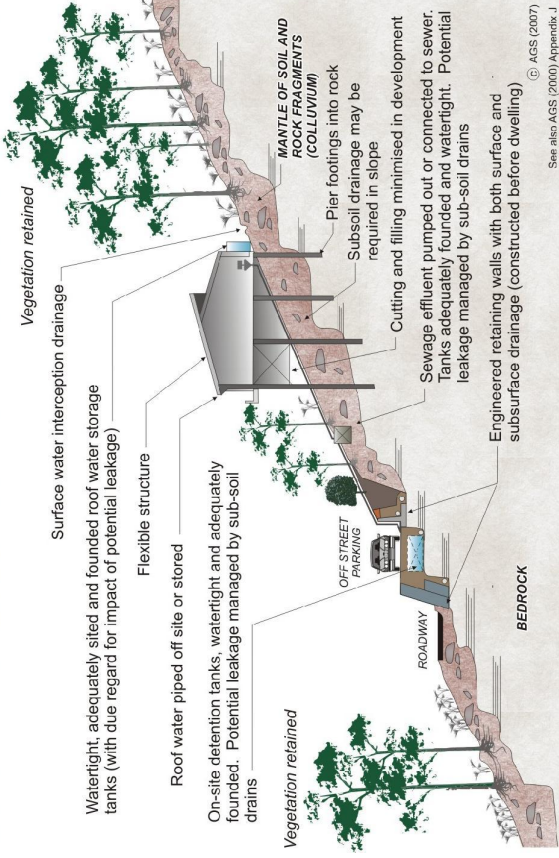 Vegetation retained
Surface water interception drainage
Watertight, adequately sited and founded roof water storage
tanks (with due regard for impact of potential leakage)
Flexible structure
Roof water piped off site or stored
On-site detention tanks, watertight and adequately
founded. Potential leakage managed by sub-soil
drains
Vegetation retained
MANTLE OF SOIL AND
ROCK FRAGMENTS
(COLLUVIUM)
Pier footings into rock
Subsoil drainage may be
required in slope
Cutting and filling minimised in development
Sewage effluent pumped out or connected to sewer.
Tanks adequately founded and watertight. Potential
leakage managed by sub-soil drains
Engineered retaining walls with both surface and
subsurface drainage (constructed before dwelling)
OFF STREET
PARKING
ROADWAY
BEDROCK
© AGS (2007)
See also AGS (2000) Appendix J